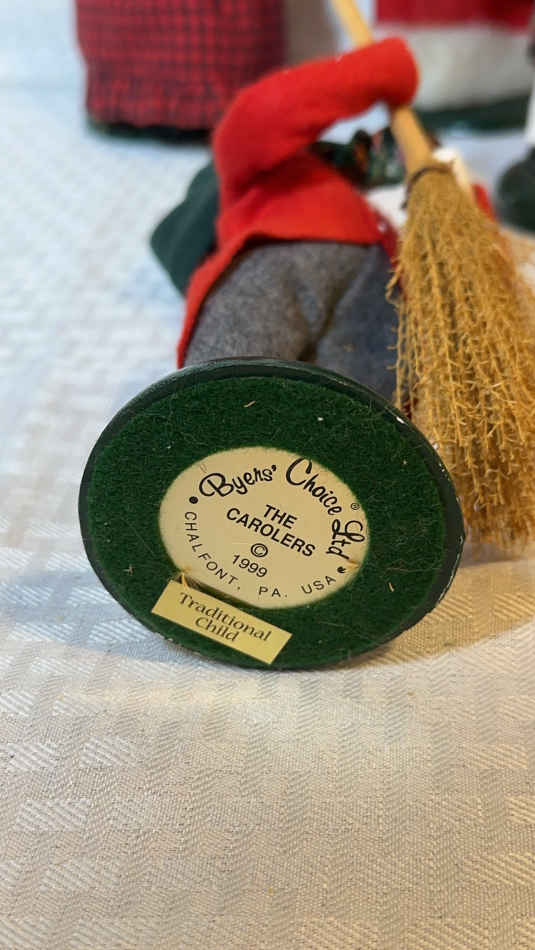 Byers' Choice Ltd®
THE
CAROLERS
©
1999
• CHALFONT, PA. USA •
Traditional
Child